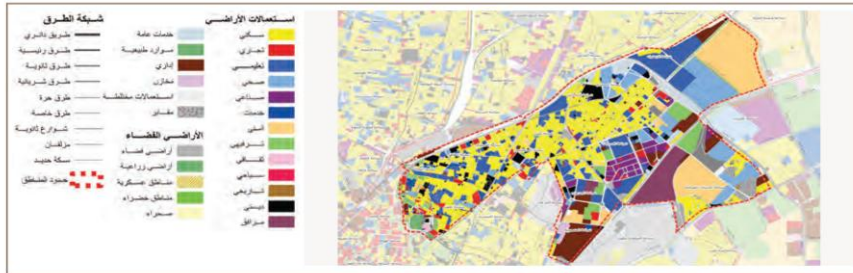 استعمالات الأراضي
سكني
تجاري
تعليمي
صحي
صناعي
خدمات
أمني
ترفيهي
ثقافي
سياحي
تاريخي
ديني
مرافق
خدمات عامة
موارد طبيعية
إداري
مخازن
استعمالات مختلطة
مقابر
الأراضي الفضاء
أراضي فضاء
أراضي زراعية
مناطق عسكرية
مناطق خضراء
صحراء
شبكة الطرق
طريق دائري
طرق رئيسية
طرق ثانوية
طرق شريانية
طرق حرة
طرق خاصة
شوارع ثانوية
مزلقان
سكة حديد
حدود المناطق